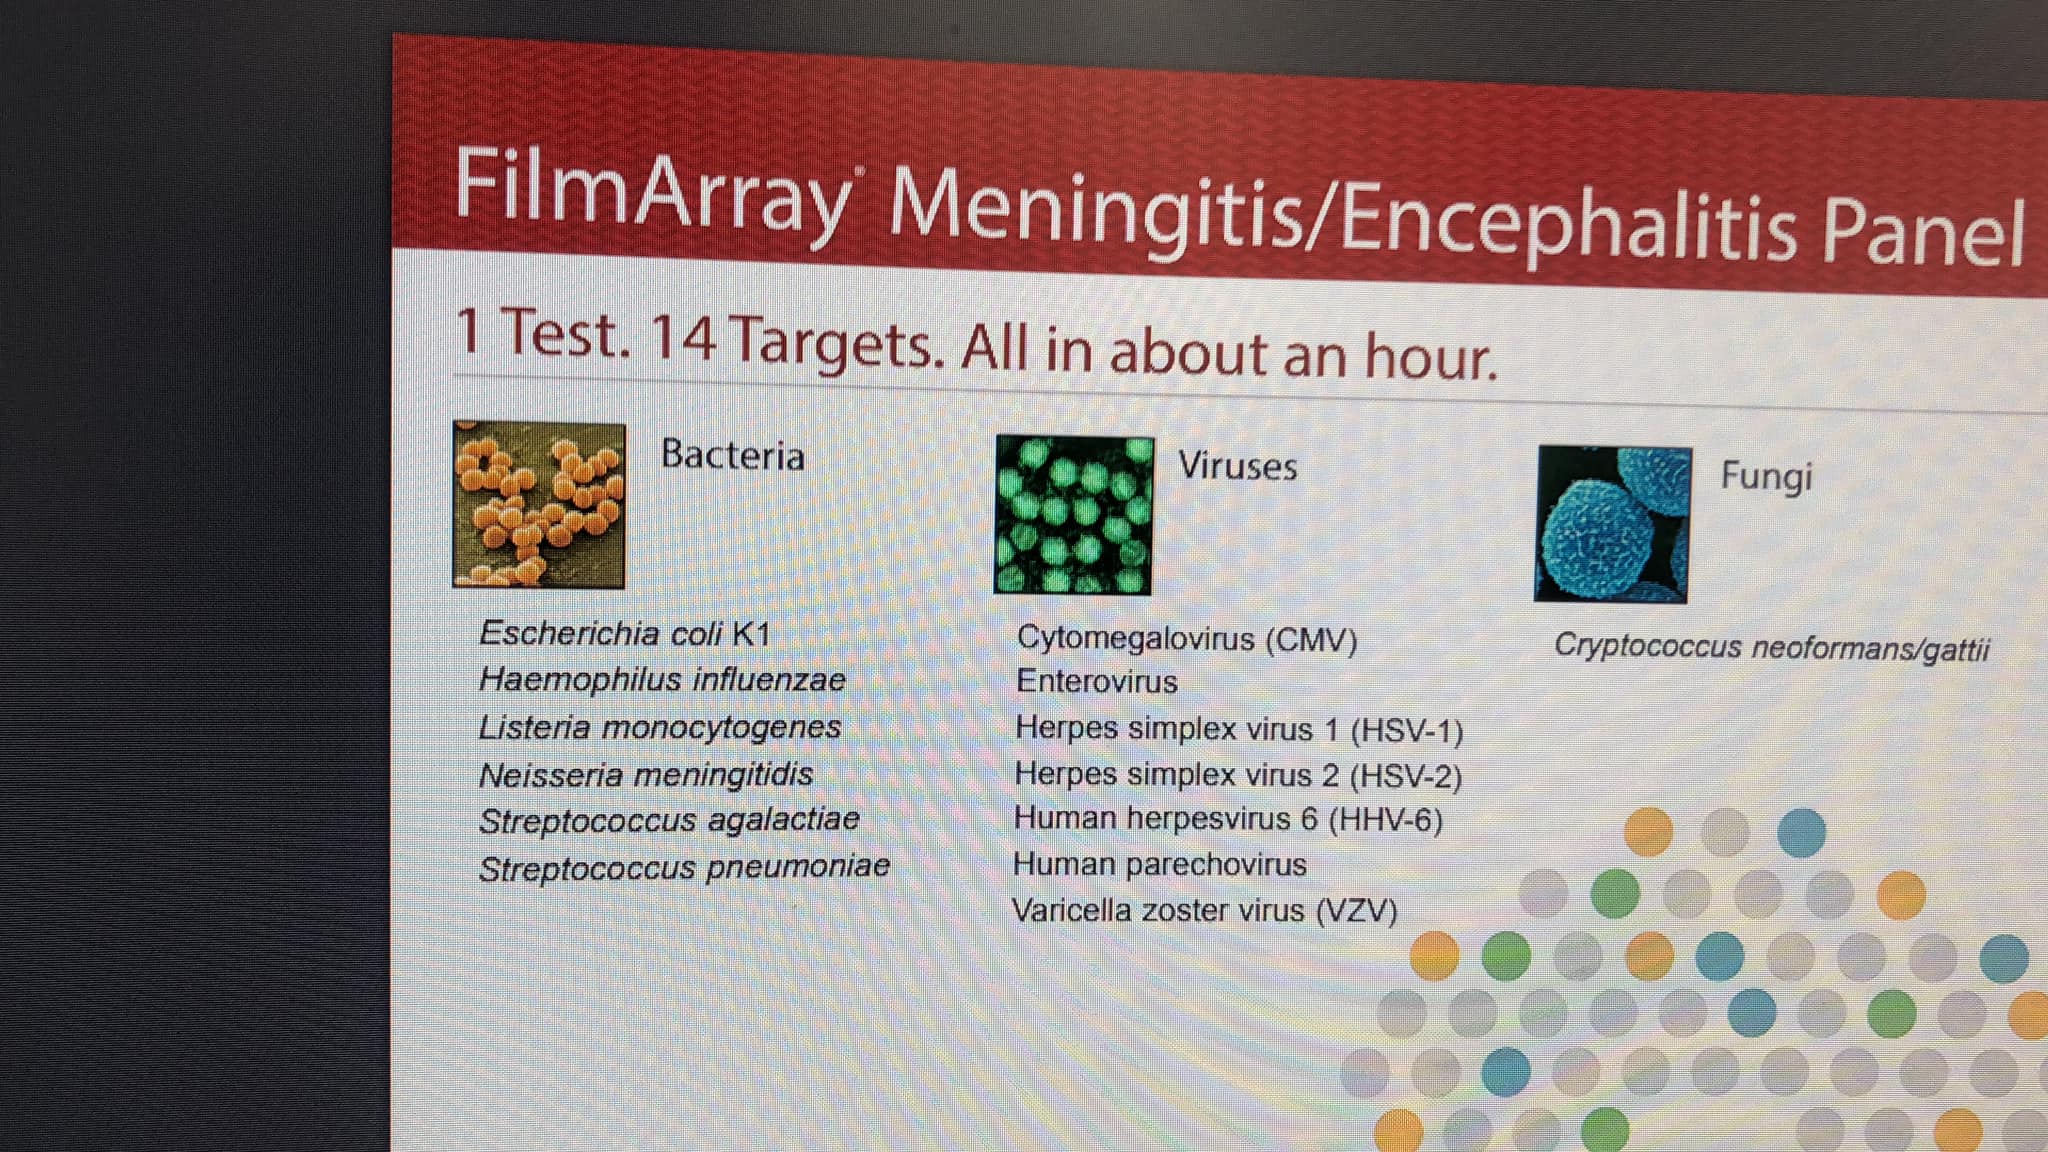 FilmArray® Meningitis/Encephalitis Panel
1 Test. 14 Targets. All in about an hour.
Bacteria
Escherichia coli K1
Haemophilus influenzae
Listeria monocytogenes
Neisseria meningitidis
Streptococcus agalactiae
Streptococcus pneumoniae
Viruses
Cytomegalovirus (CMV)
Enterovirus
Herpes simplex virus 1 (HSV-1)
Herpes simplex virus 2 (HSV-2)
Human herpesvirus 6 (HHV-6)
Human parechovirus
Varicella zoster virus (VZV)
Fungi
Cryptococcus neoformans/gattii